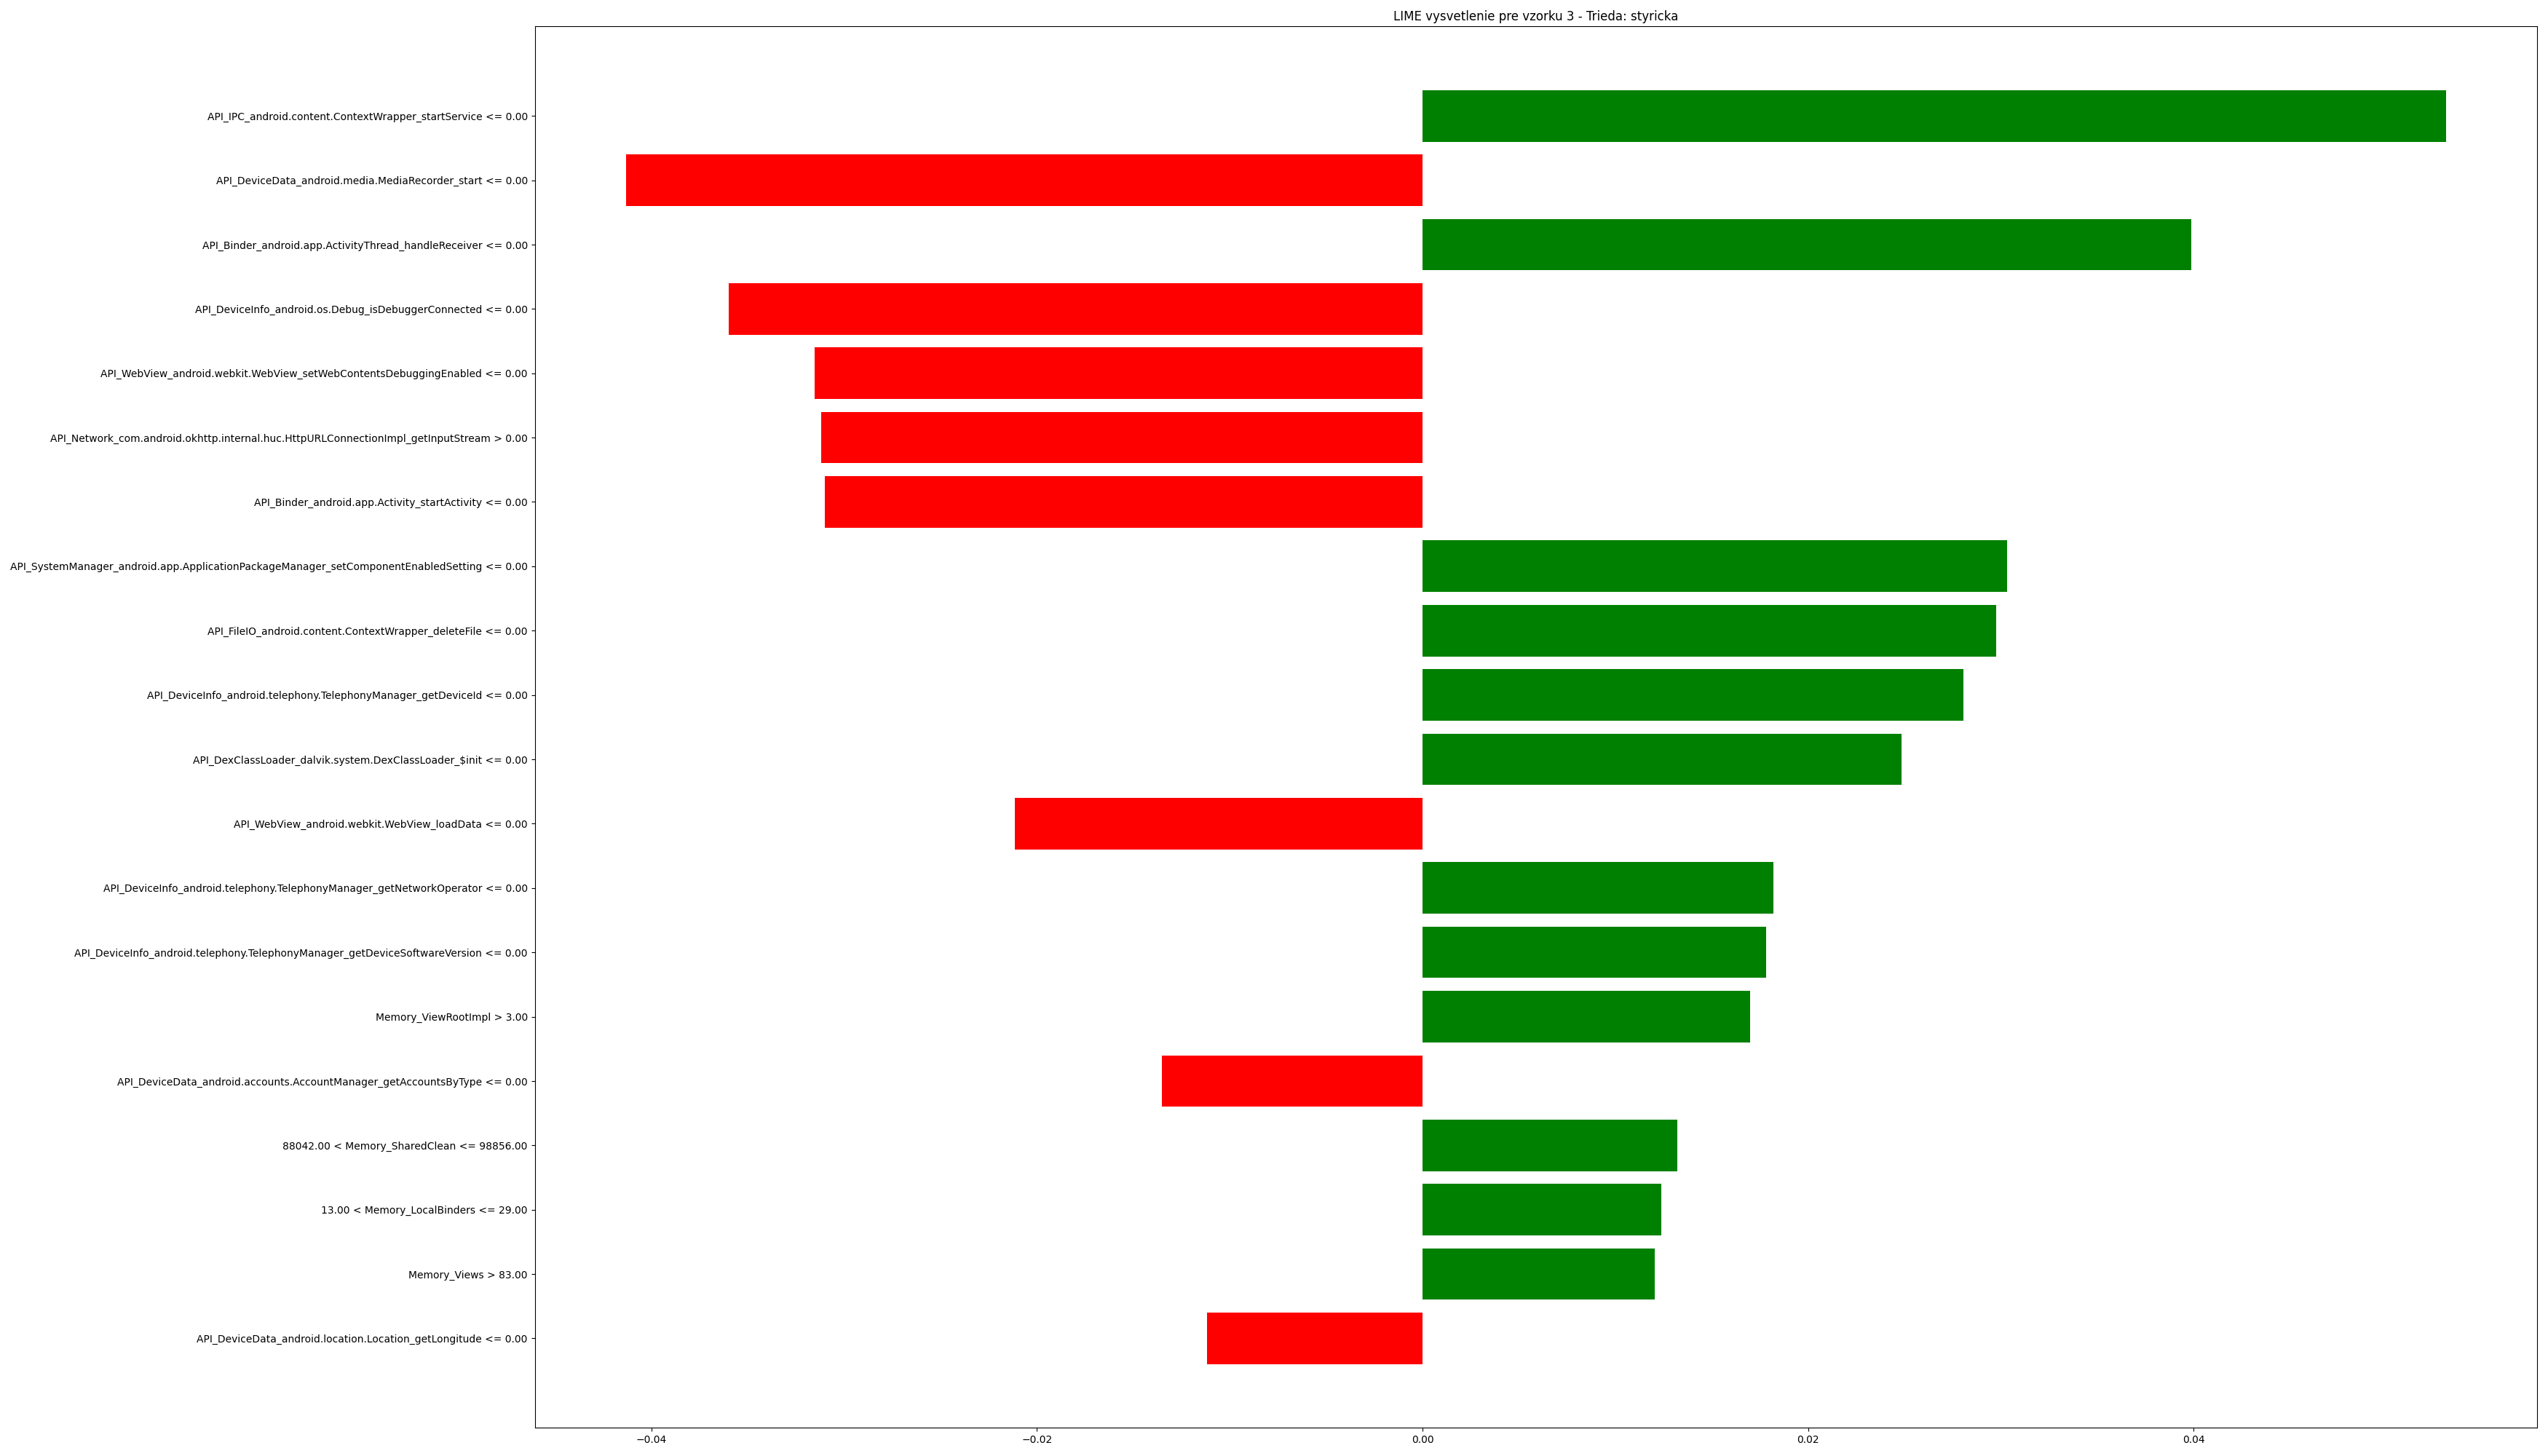 LIME vysvetlenie pre vzorku 3 - Trieda: styricka
API_IPC_android.content.ContextWrapper_startService <= 0.00
API_DeviceData_android.media.MediaRecorder_start <= 0.00
API_Binder_android.app.ActivityThread_handleReceiver <= 0.00
API_DeviceInfo_android.os.Debug_isDebuggerConnected <= 0.00
API_WebView_android.webkit.WebView_setWebContentsDebuggingEnabled <= 0.00
API_Network_com.android.okhttp.internal.huc.HttpURLConnectionImpl_getInputStream > 0.00
API_Binder_android.app.Activity_startActivity <= 0.00
API_SystemManager_android.app.ApplicationPackageManager_setComponentEnabledSetting <= 0.00
API_FileIO_android.content.ContextWrapper_deleteFile <= 0.00
API_DeviceInfo_android.telephony.TelephonyManager_getDeviceId <= 0.00
API_DexClassLoader_dalvik.system.DexClassLoader_$init <= 0.00
API_WebView_android.webkit.WebView_loadData <= 0.00
API_DeviceInfo_android.telephony.TelephonyManager_getNetworkOperator <= 0.00
API_DeviceInfo_android.telephony.TelephonyManager_getDeviceSoftwareVersion <= 0.00
Memory_ViewRootImpl > 3.00
API_DeviceData_android.accounts.AccountManager_getAccountsByType <= 0.00
88042.00 < Memory_SharedClean <= 98856.00
13.00 < Memory_LocalBinders <= 29.00
Memory_Views > 83.00
API_DeviceData_android.location.Location_getLongitude <= 0.00
−0.04 −0.02 0.00 0.02 0.04